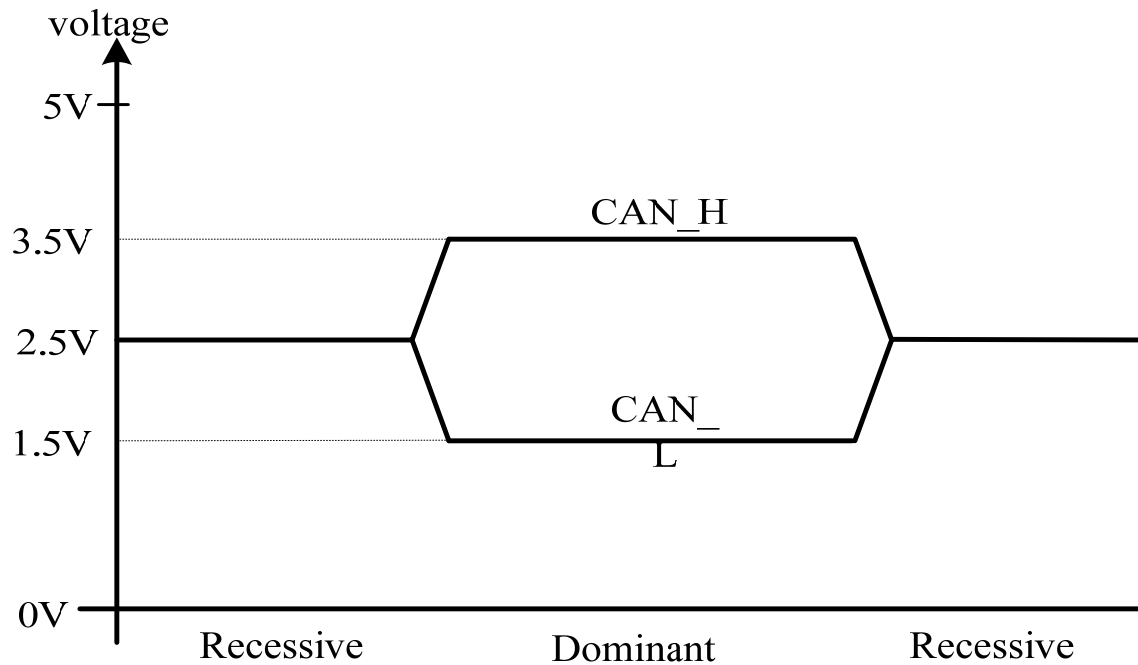 voltage
5V
CAN_H
3.5V
2.5V
CAN_
L
1.5V
0V
Recessive
Dominant
Recessive